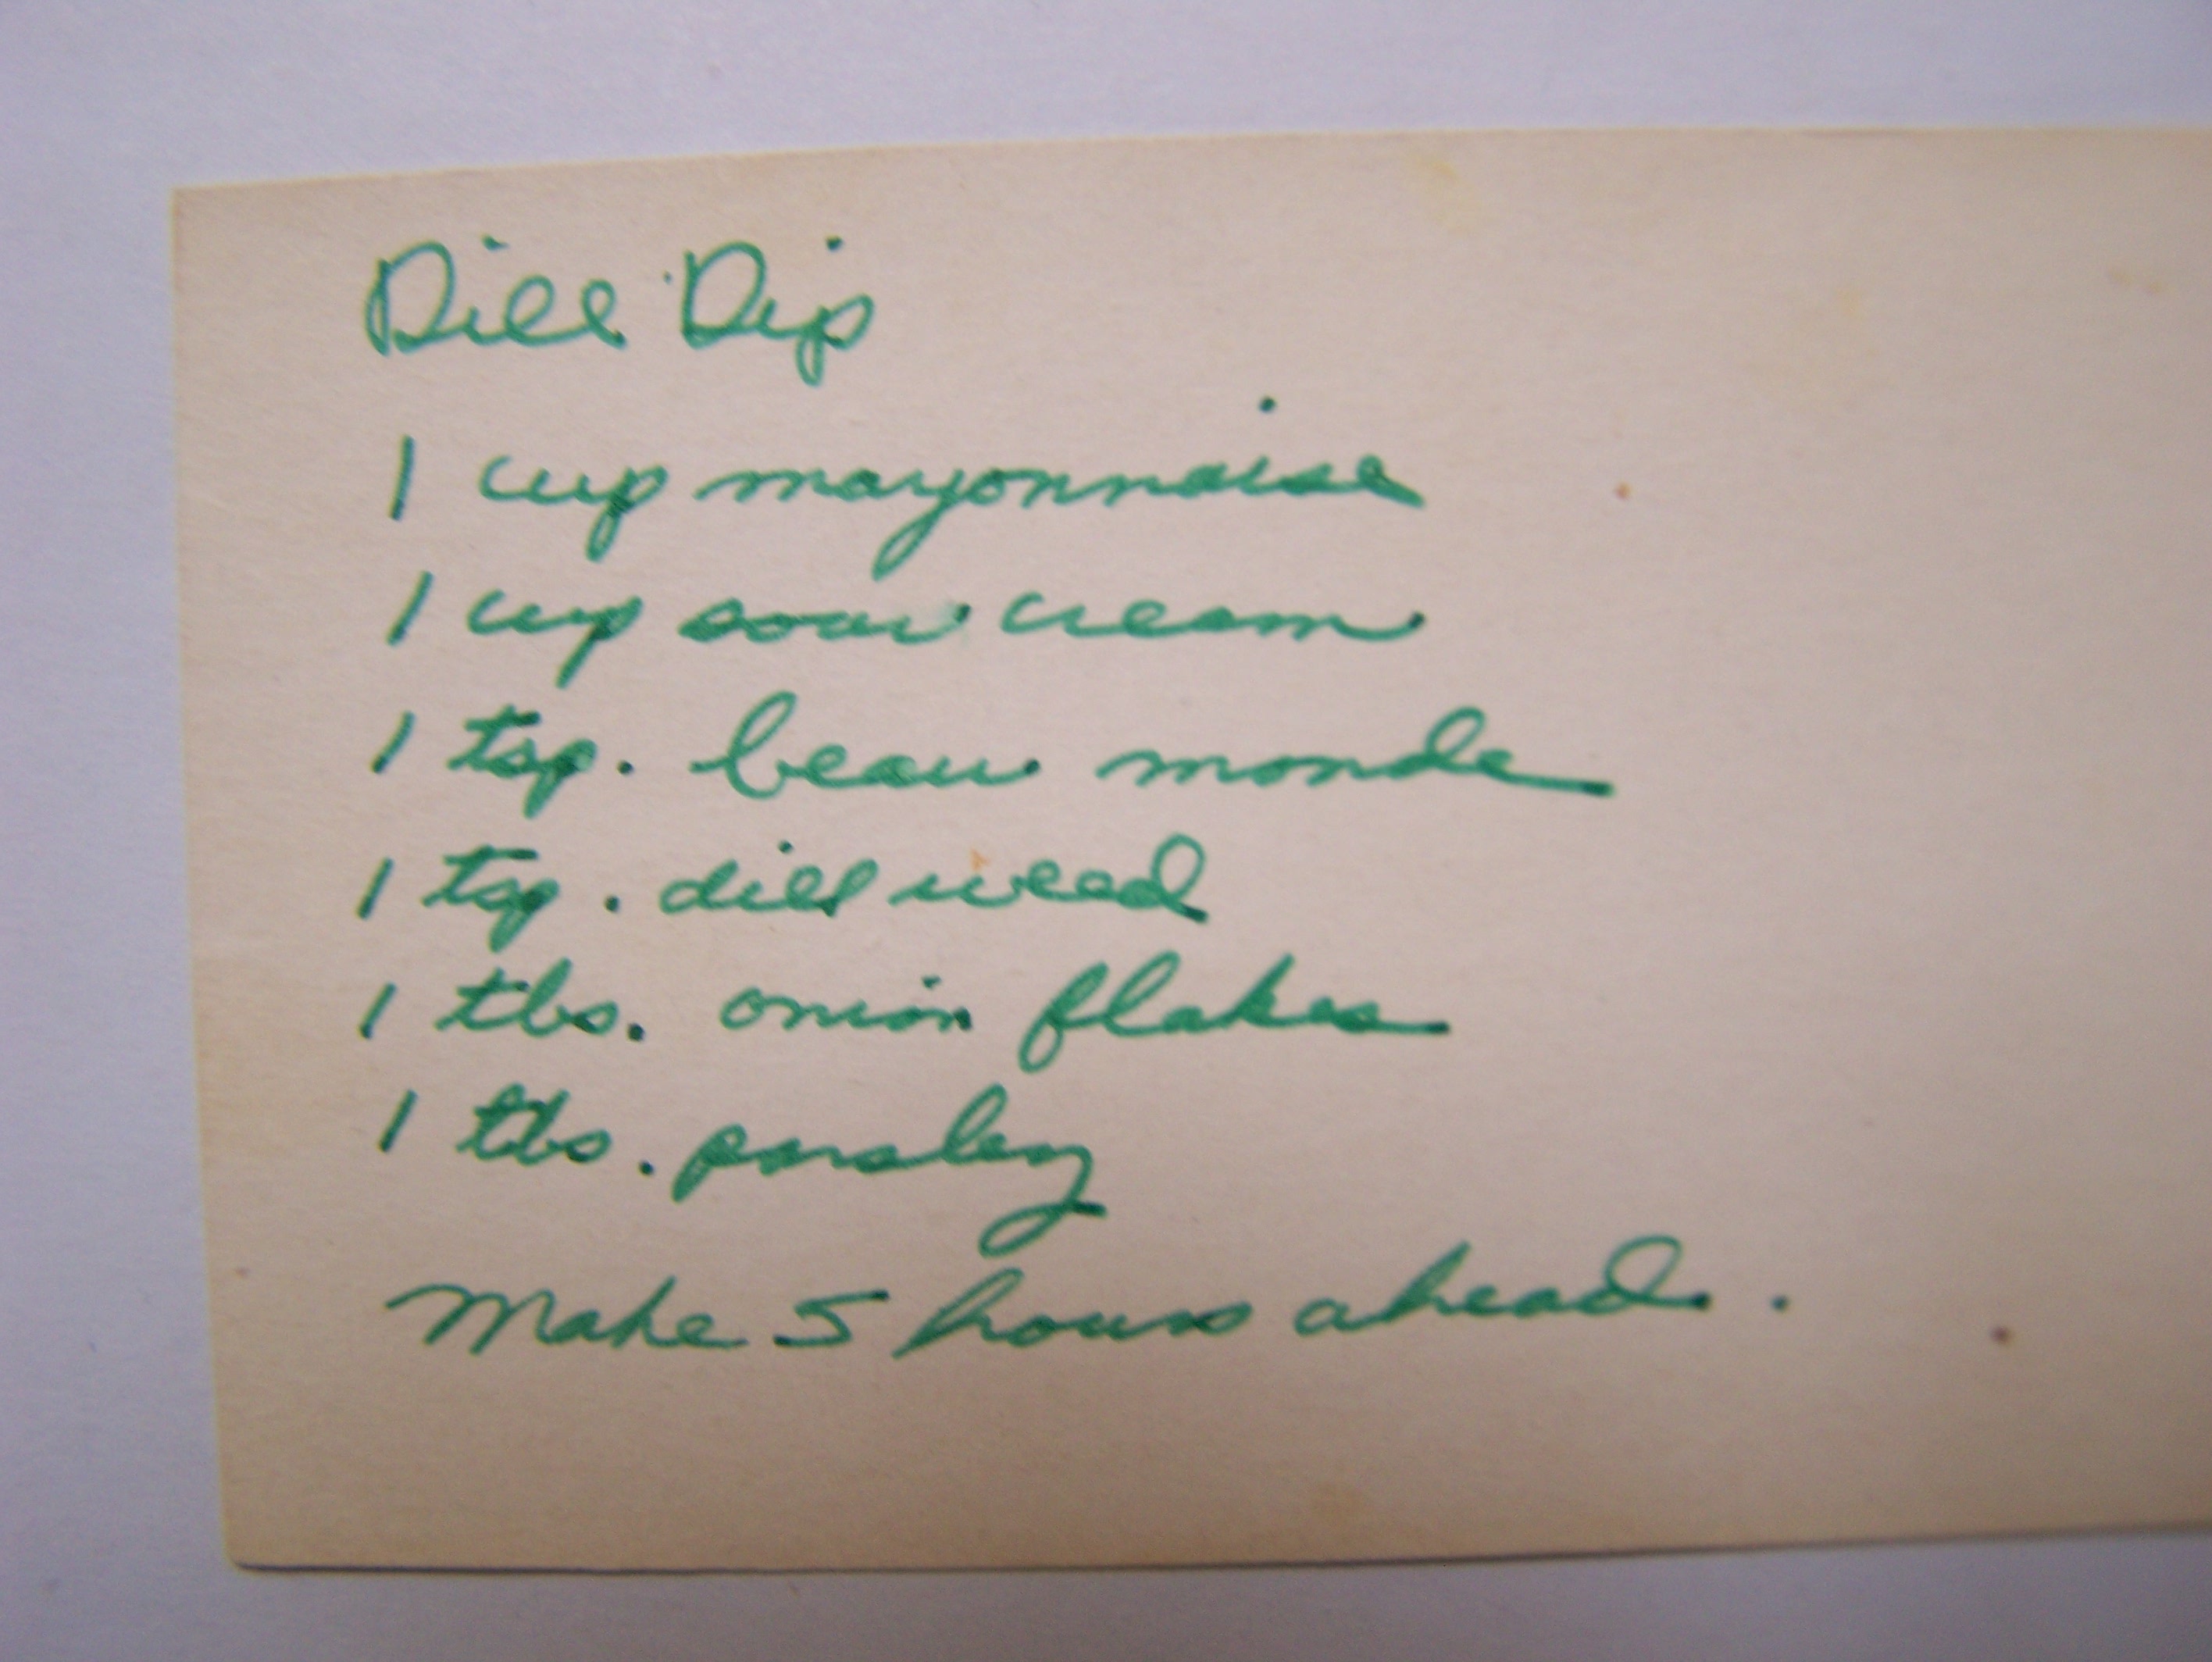 Dill Dip
1 cup mayonnaise
1 cup sour cream
1 tsp. beau monde
1 tsp. dill weed
1 tbs. onion flakes
1 tbs. parsley
Make 5 hours ahead.